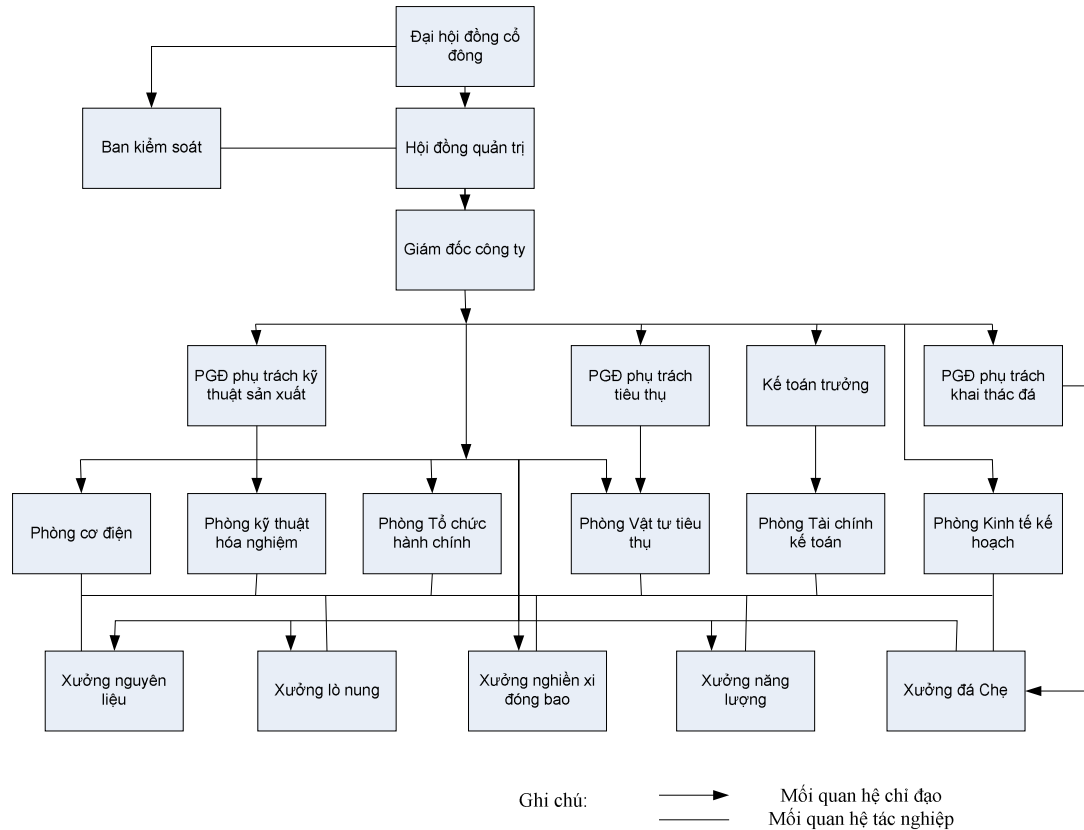 Đại hội đồng cổ
đông
Ban kiểm soát
Hội đồng quản trị
Giám đốc công ty
PGĐ phụ trách kỹ
thuật sản xuất
PGĐ phụ trách
tiêu thụ
Kế toán trưởng
PGĐ phụ trách
khai thác đá
Phòng cơ điện
Phòng kỹ thuật
hóa nghiệm
Phòng Tổ chức
hành chính
Phòng Vật tư tiêu
thụ
Phòng Tài chính
kế toán
Phòng Kinh tế kế
hoạch
Xưởng nguyên
liệu
Xưởng lò nung
Xưởng nghiền xi
đóng bao
Xưởng năng
lượng
Xưởng đá Chẹ
Ghi chú:
Mối quan hệ chỉ đạo
Mối quan hệ tác nghiệp